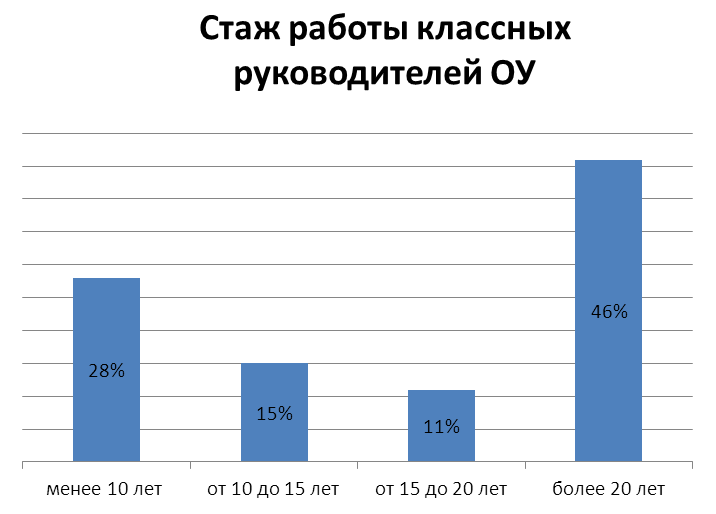 Стаж работы классных
руководителей ОУ
46%
28%
15%
11%
менее 10 лет
от 10 до 15 лет
от 15 до 20 лет
более 20 лет